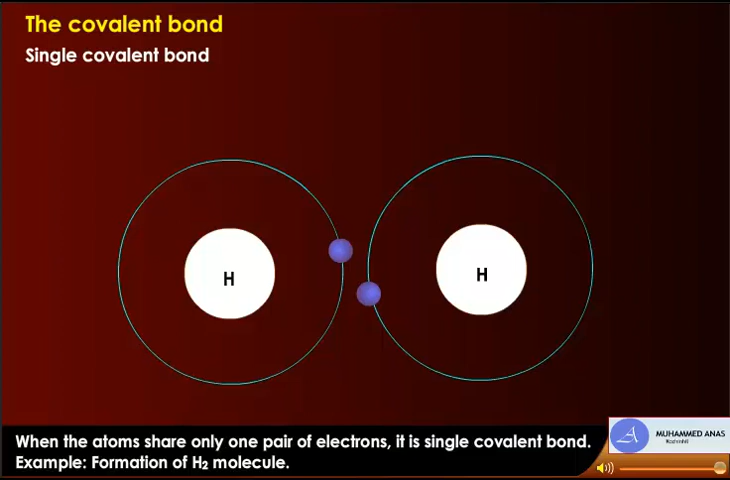 The covalent bond
Single covalent bond
H
H
When the atoms share only one pair of electrons, it is single covalent bond.
Example: Formation of H₂ molecule.
MUHAMMED ANAS